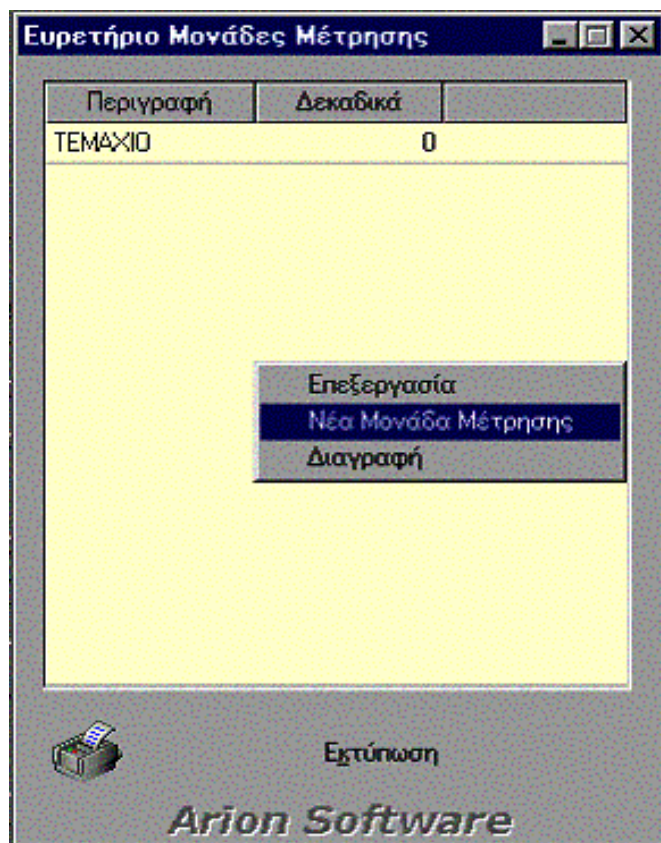 Ευρετήριο Μονάδες Μέτρησης
Περιγραφή Δεκαδικά
ΤΕΜΑΧΙΟ 0
Επεξεργασία
Νέα Μονάδα Μέτρησης
Διαγραφή
Εκτύπωση
Arion Software